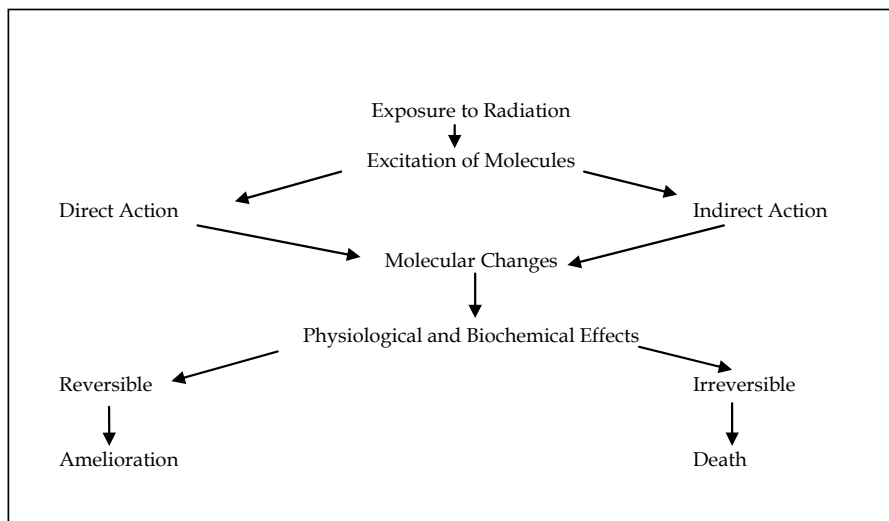 Exposure to Radiation
Excitation of Molecules
Direct Action
Indirect Action
Molecular Changes
Physiological and Biochemical Effects
Reversible
Irreversible
Amelioration
Death